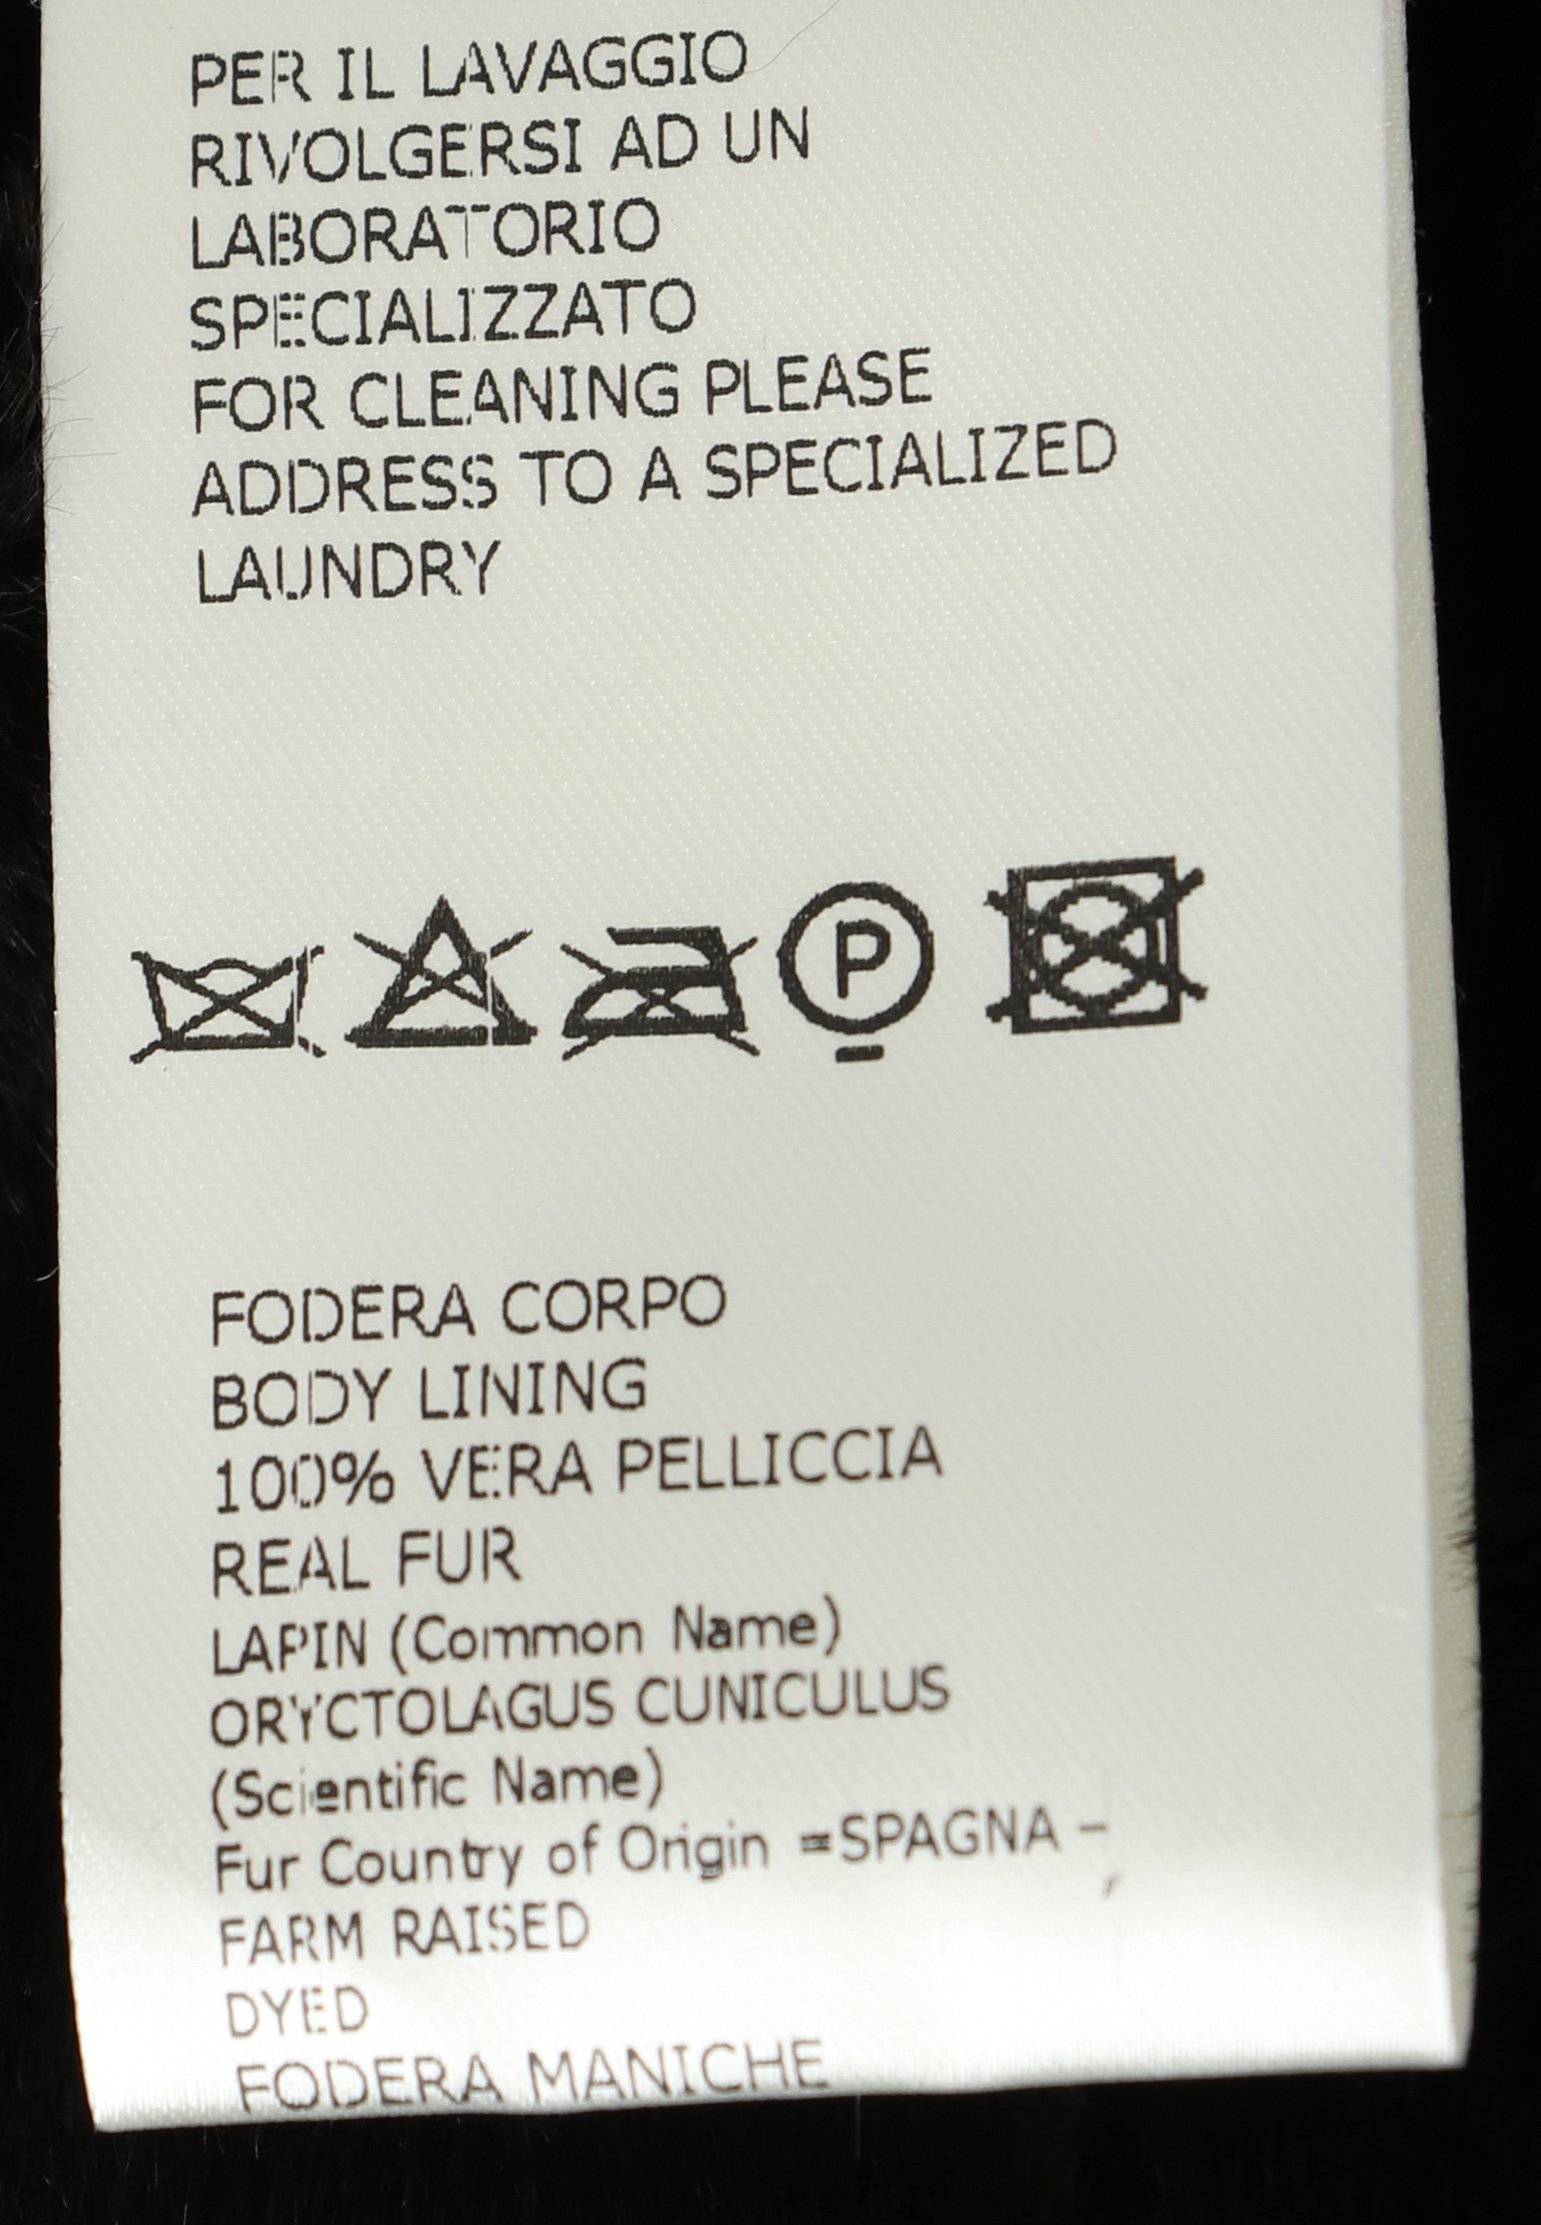 PER IL LAVAGGIO
RIVOLGERSI AD UN
LABORATORIO
SPECIALIZZATO
FOR CLEANING PLEASE
ADDRESS TO A SPECIALIZED
LAUNDRY
P
FODERA CORPO
BODY LINING
100% VERA PELLICCIA
REAL FUR
LAPIN (Common Name)
ORYCTOLAGUS CUNICULUS
(Scientific Name)
Fur Country of Origin =SPAGNA -
FARM RAISED
DYED
FODERA MANICHE